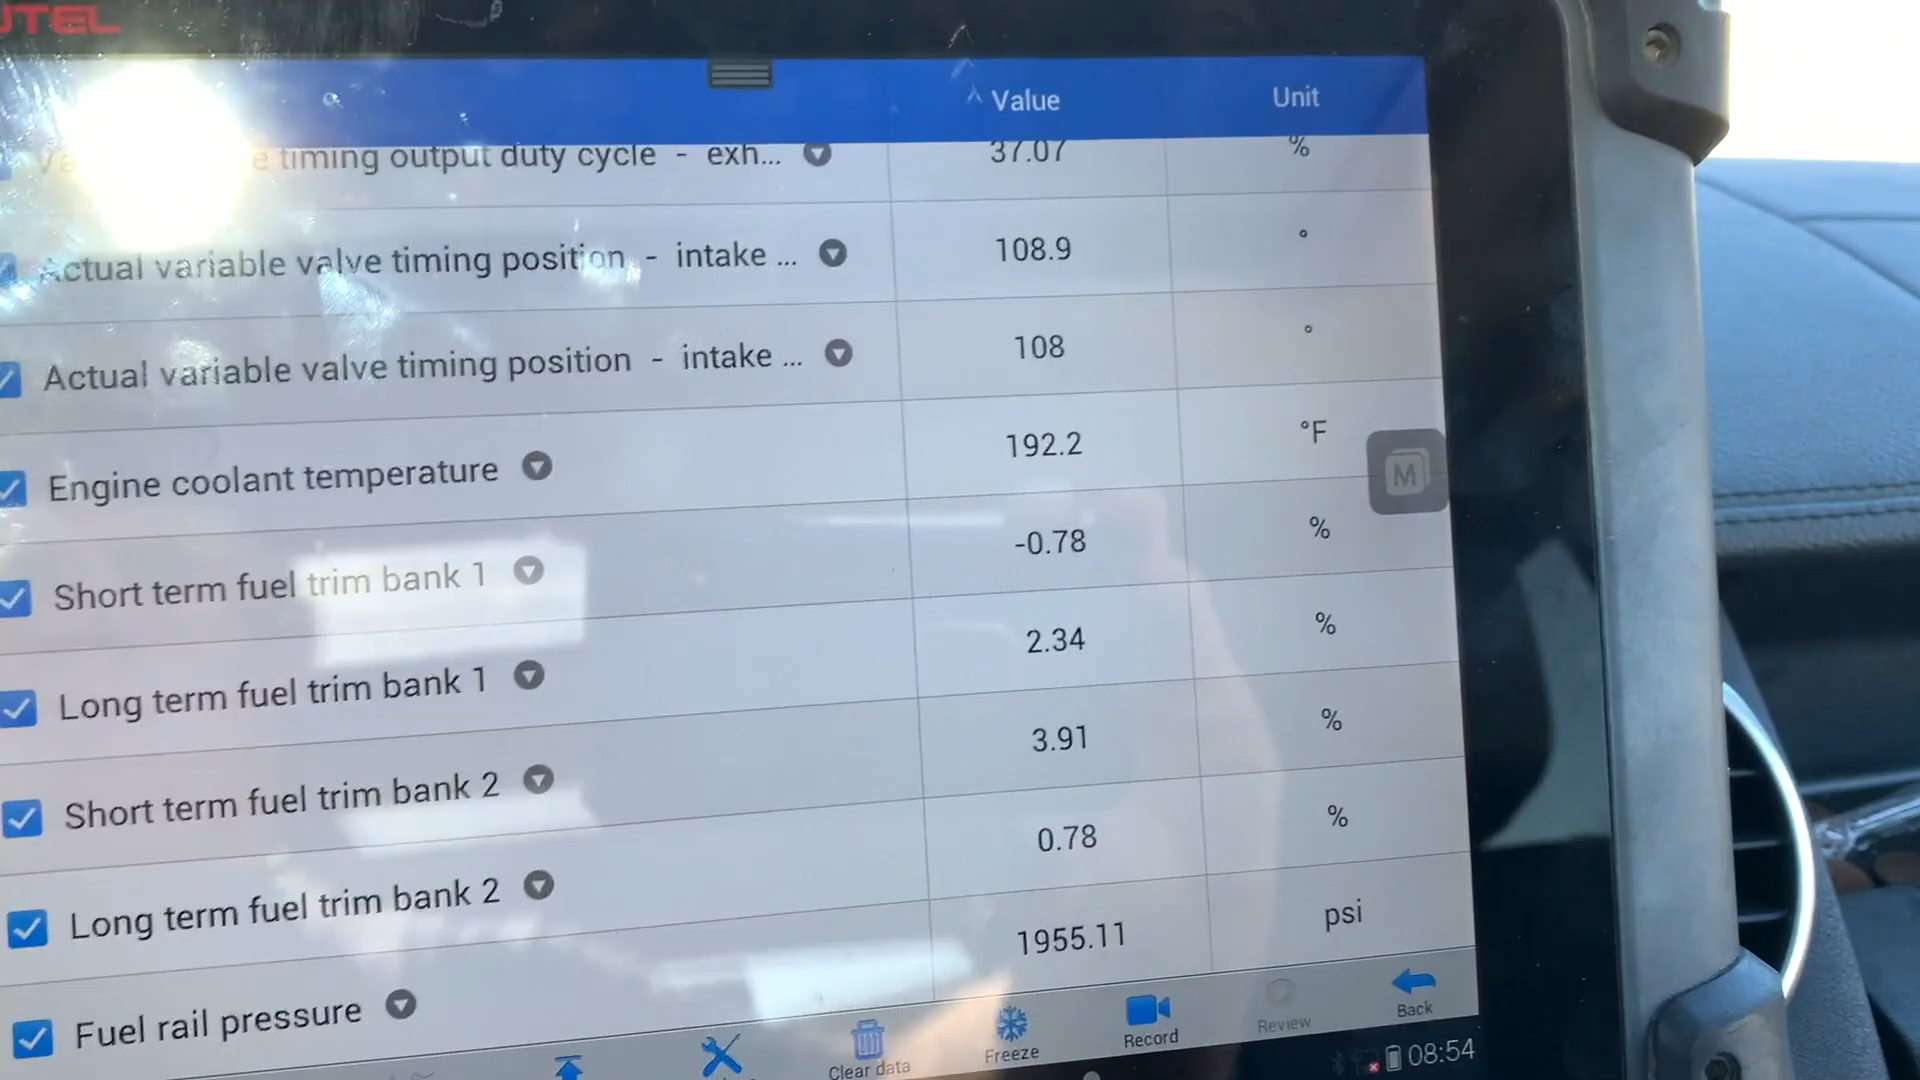 UTEL
Value Unit
timing output duty cycle - exh... 37.07 %
Actual variable valve timing position - intake ... 108.9 °
Actual variable valve timing position - intake ... 108 °
Engine coolant temperature 192.2 °F
M
Short term fuel trim bank 1 -0.78 %
Long term fuel trim bank 1 2.34 %
Short term fuel trim bank 2 3.91 %
Long term fuel trim bank 2 0.78 %
Fuel rail pressure 1955.11 psi
Clear data Freeze Record Review Back
08:54